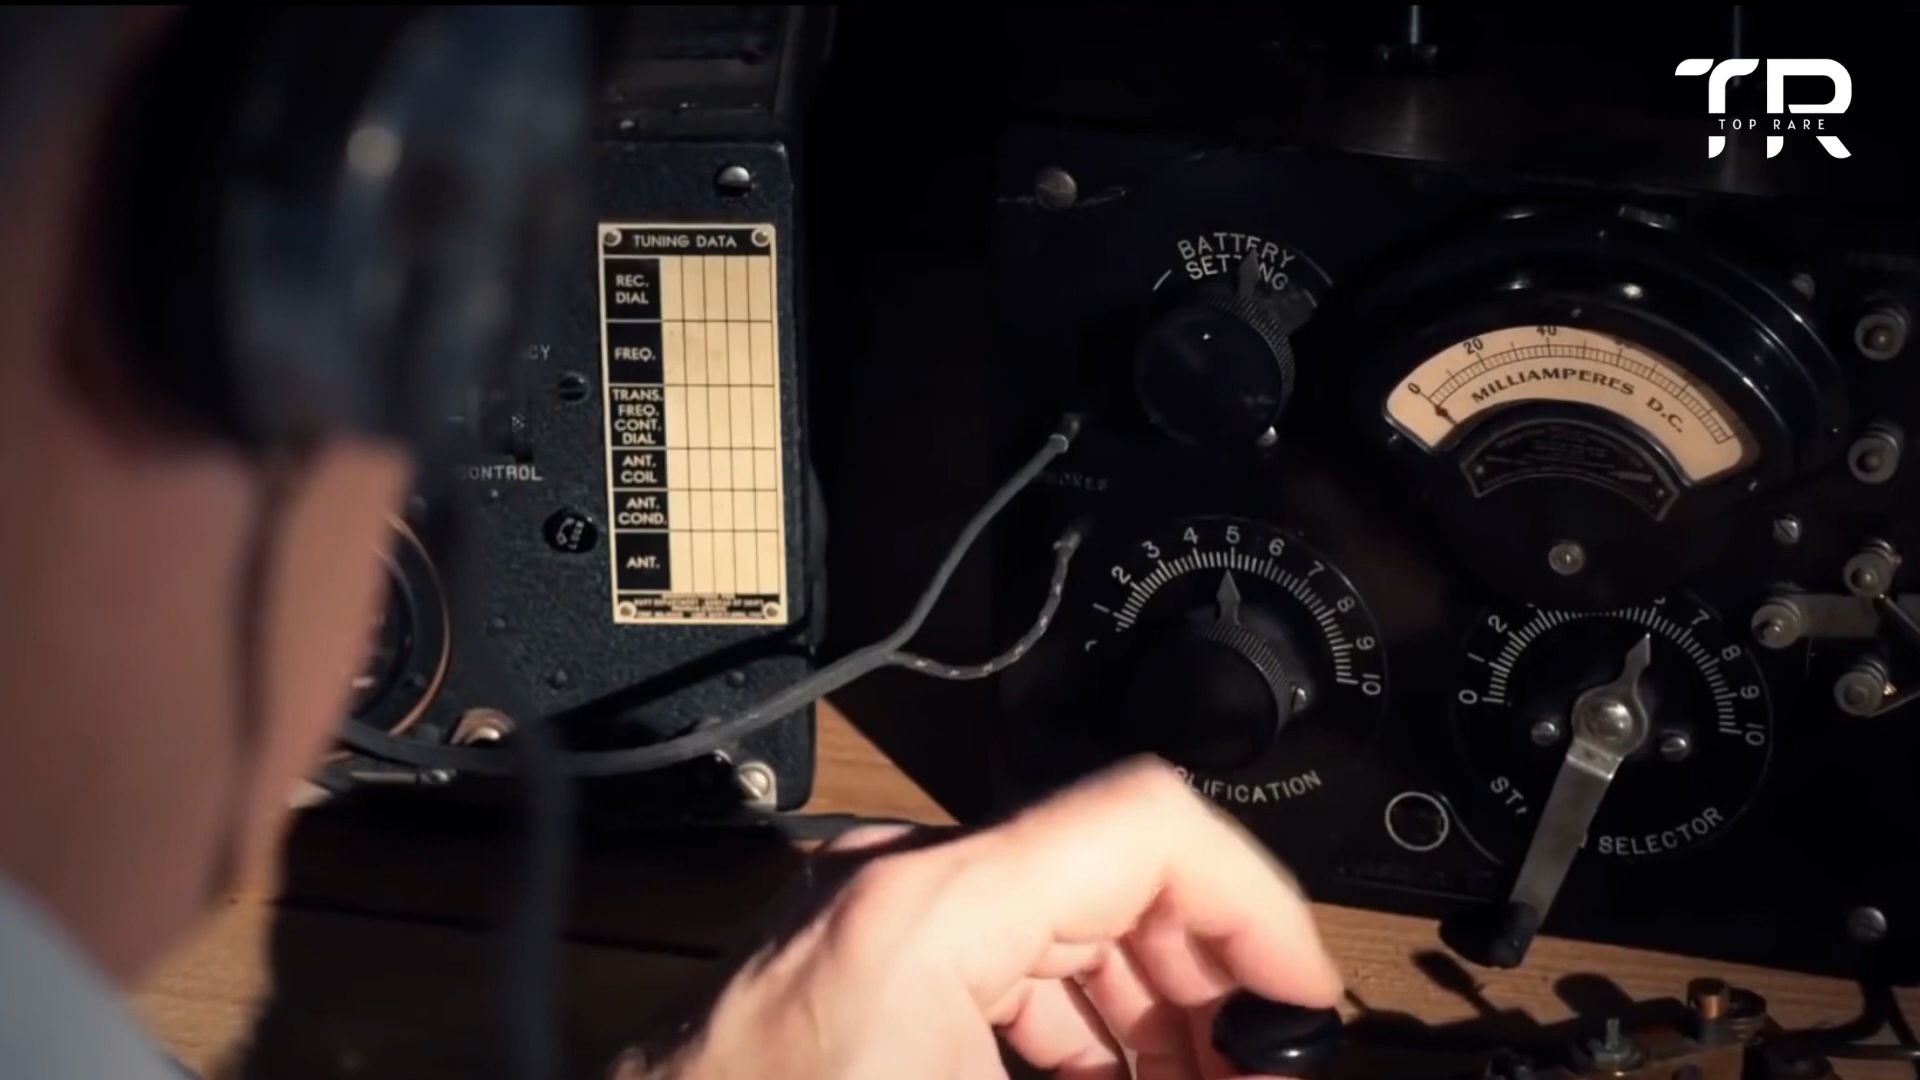 TR
TOP RARE
TUNING DATA
REC.
DIAL
FREQ.
TRANS.
FREQ.
CONT.
DIAL
ANT.
COIL
ANT.
COND.
ANT.
CY
ONTROL
BATTERY
SETTING
0 20 40
MILLIAMPERES D.C.
1 2 3 4 5 6 7 8 9 10
LIFICATION
0 1 2 7 8 9 10
SELECTOR